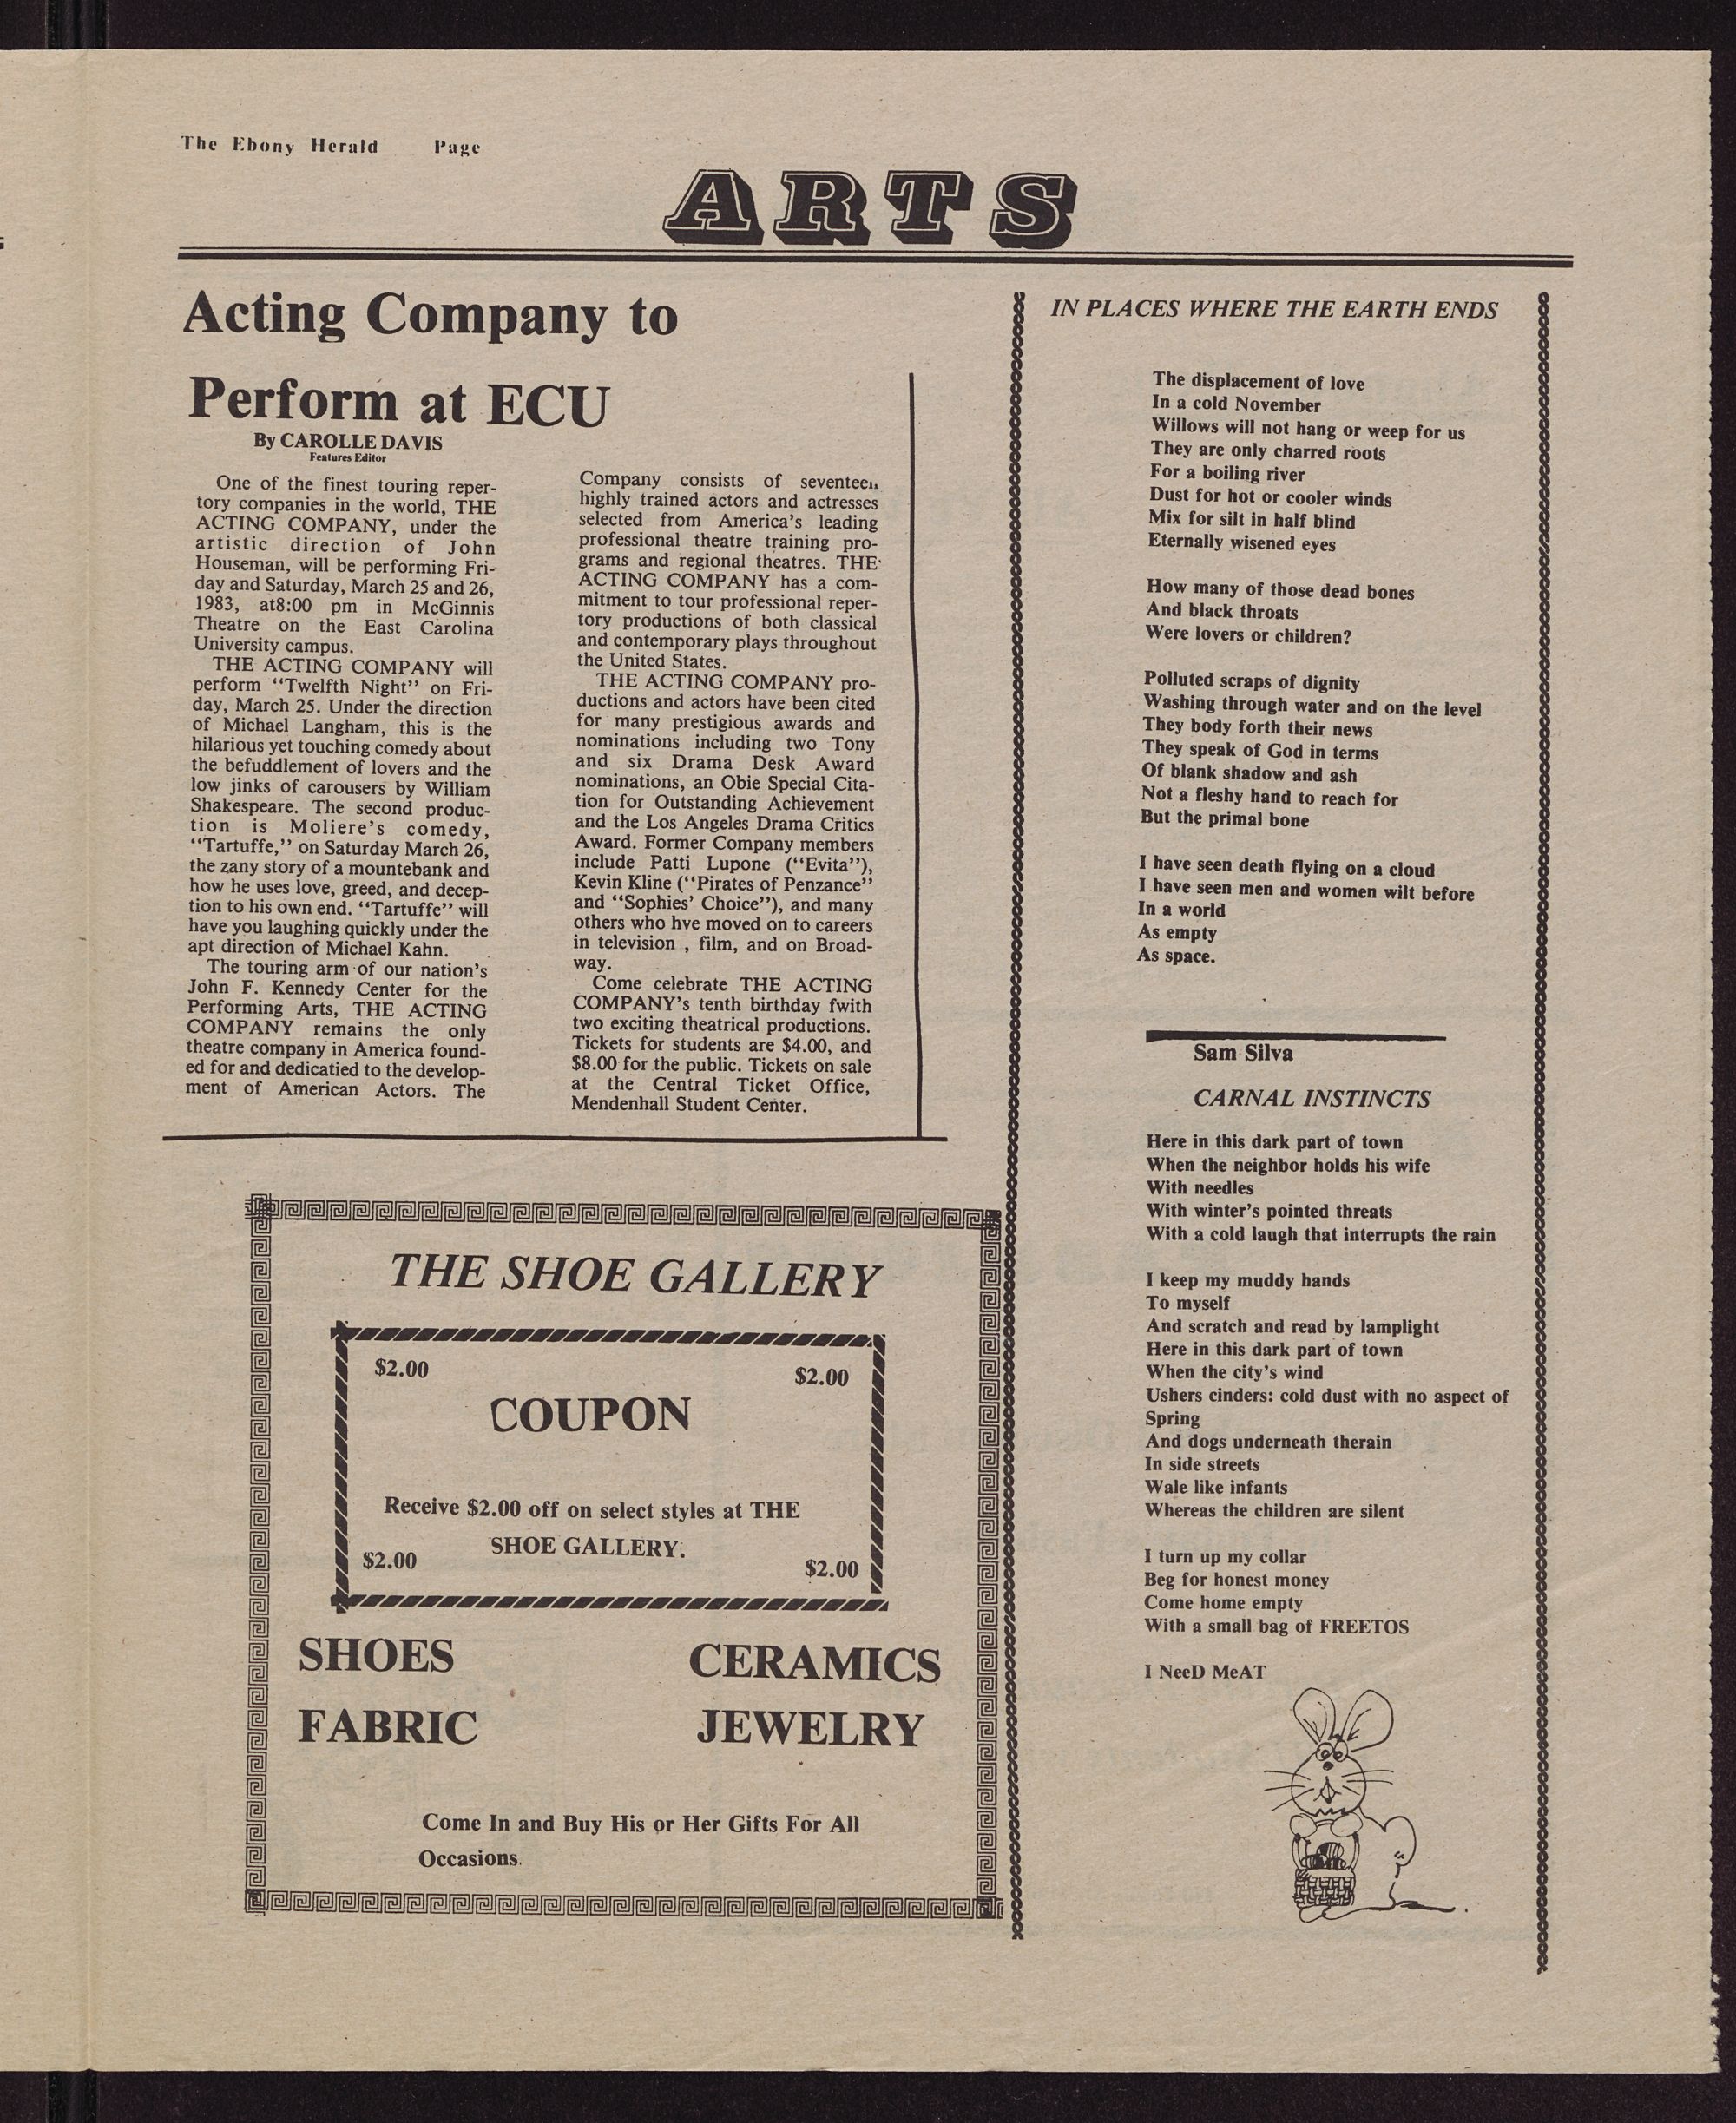 The Ebony Herald Page
ARTS
Acting Company to
Perform at ECU
By CAROLLE DAVIS
Features Editor
One of the finest touring reper-
tory companies in the world, THE
ACTING COMPANY, under the
artistic direction of John
Houseman, will be performing Fri-
day and Saturday, March 25 and 26,
1983, at8:00 pm in McGinnis
Theatre on the East Carolina
University campus.
THE ACTING COMPANY will
perform “Twelfth Night” on Fri-
day, March 25. Under the direction
of Michael Langham, this is the
hilarious yet touching comedy about
the befuddlement of lovers and the
low jinks of carousers by William
Shakespeare. The second produc-
tion is Moliere's comedy,
“Tartuffe,” on Saturday March 26,
the zany story of a mountebank and
how he uses love, greed, and decep-
tion to his own end. “Tartuffe” will
have you laughing quickly under the
apt direction of Michael Kahn.
The touring arm of our nation's
John F. Kennedy Center for the
Performing Arts, THE ACTING
COMPANY remains the only
theatre company in America found-
ed for and dedicatied to the develop-
ment of American Actors. The
Company consists of seventeen
highly trained actors and actresses
selected from America's leading
professional theatre training pro-
grams and regional theatres. THE
ACTING COMPANY has a com-
mitment to tour professional reper-
tory productions of both classical
and contemporary plays throughout
the United States.
THE ACTING COMPANY pro-
ductions and actors have been cited
for many prestigious awards and
nominations including two Tony
and six Drama Desk Award
nominations, an Obie Special Cita-
tion for Outstanding Achievement
and the Los Angeles Drama Critics
Award. Former Company members
include Patti Lupone (“Evita”),
Kevin Kline (“Pirates of Penzance”
and “Sophies' Choice”), and many
others who hve moved on to careers
in television , film, and on Broad-
way.
Come celebrate THE ACTING
COMPANY's tenth birthday fwith
two exciting theatrical productions.
Tickets for students are $4.00, and
$8.00 for the public. Tickets on sale
at the Central Ticket Office,
Mendenhall Student Center.
THE SHOE GALLERY
$2.00 $2.00
COUPON
Receive $2.00 off on select styles at THE
SHOE GALLERY.
$2.00 $2.00
SHOES CERAMICS
FABRIC JEWELRY
Come In and Buy His or Her Gifts For All
Occasions.
IN PLACES WHERE THE EARTH ENDS
The displacement of love
In a cold November
Willows will not hang or weep for us
They are only charred roots
For a boiling river
Dust for hot or cooler winds
Mix for silt in half blind
Eternally wisened eyes
How many of those dead bones
And black throats
Were lovers or children?
Polluted scraps of dignity
Washing through water and on the level
They body forth their news
They speak of God in terms
Of blank shadow and ash
Not a fleshy hand to reach for
But the primal bone
I have seen death flying on a cloud
I have seen men and women wilt before
In a world
As empty
As space.
Sam Silva
CARNAL INSTINCTS
Here in this dark part of town
When the neighbor holds his wife
With needles
With winter's pointed threats
With a cold laugh that interrupts the rain
I keep my muddy hands
To myself
And scratch and read by lamplight
Here in this dark part of town
When the city's wind
Ushers cinders: cold dust with no aspect of
Spring
And dogs underneath therain
In side streets
Wale like infants
Whereas the children are silent
I turn up my collar
Beg for honest money
Come home empty
With a small bag of FREETOS
I NeeD MeAT